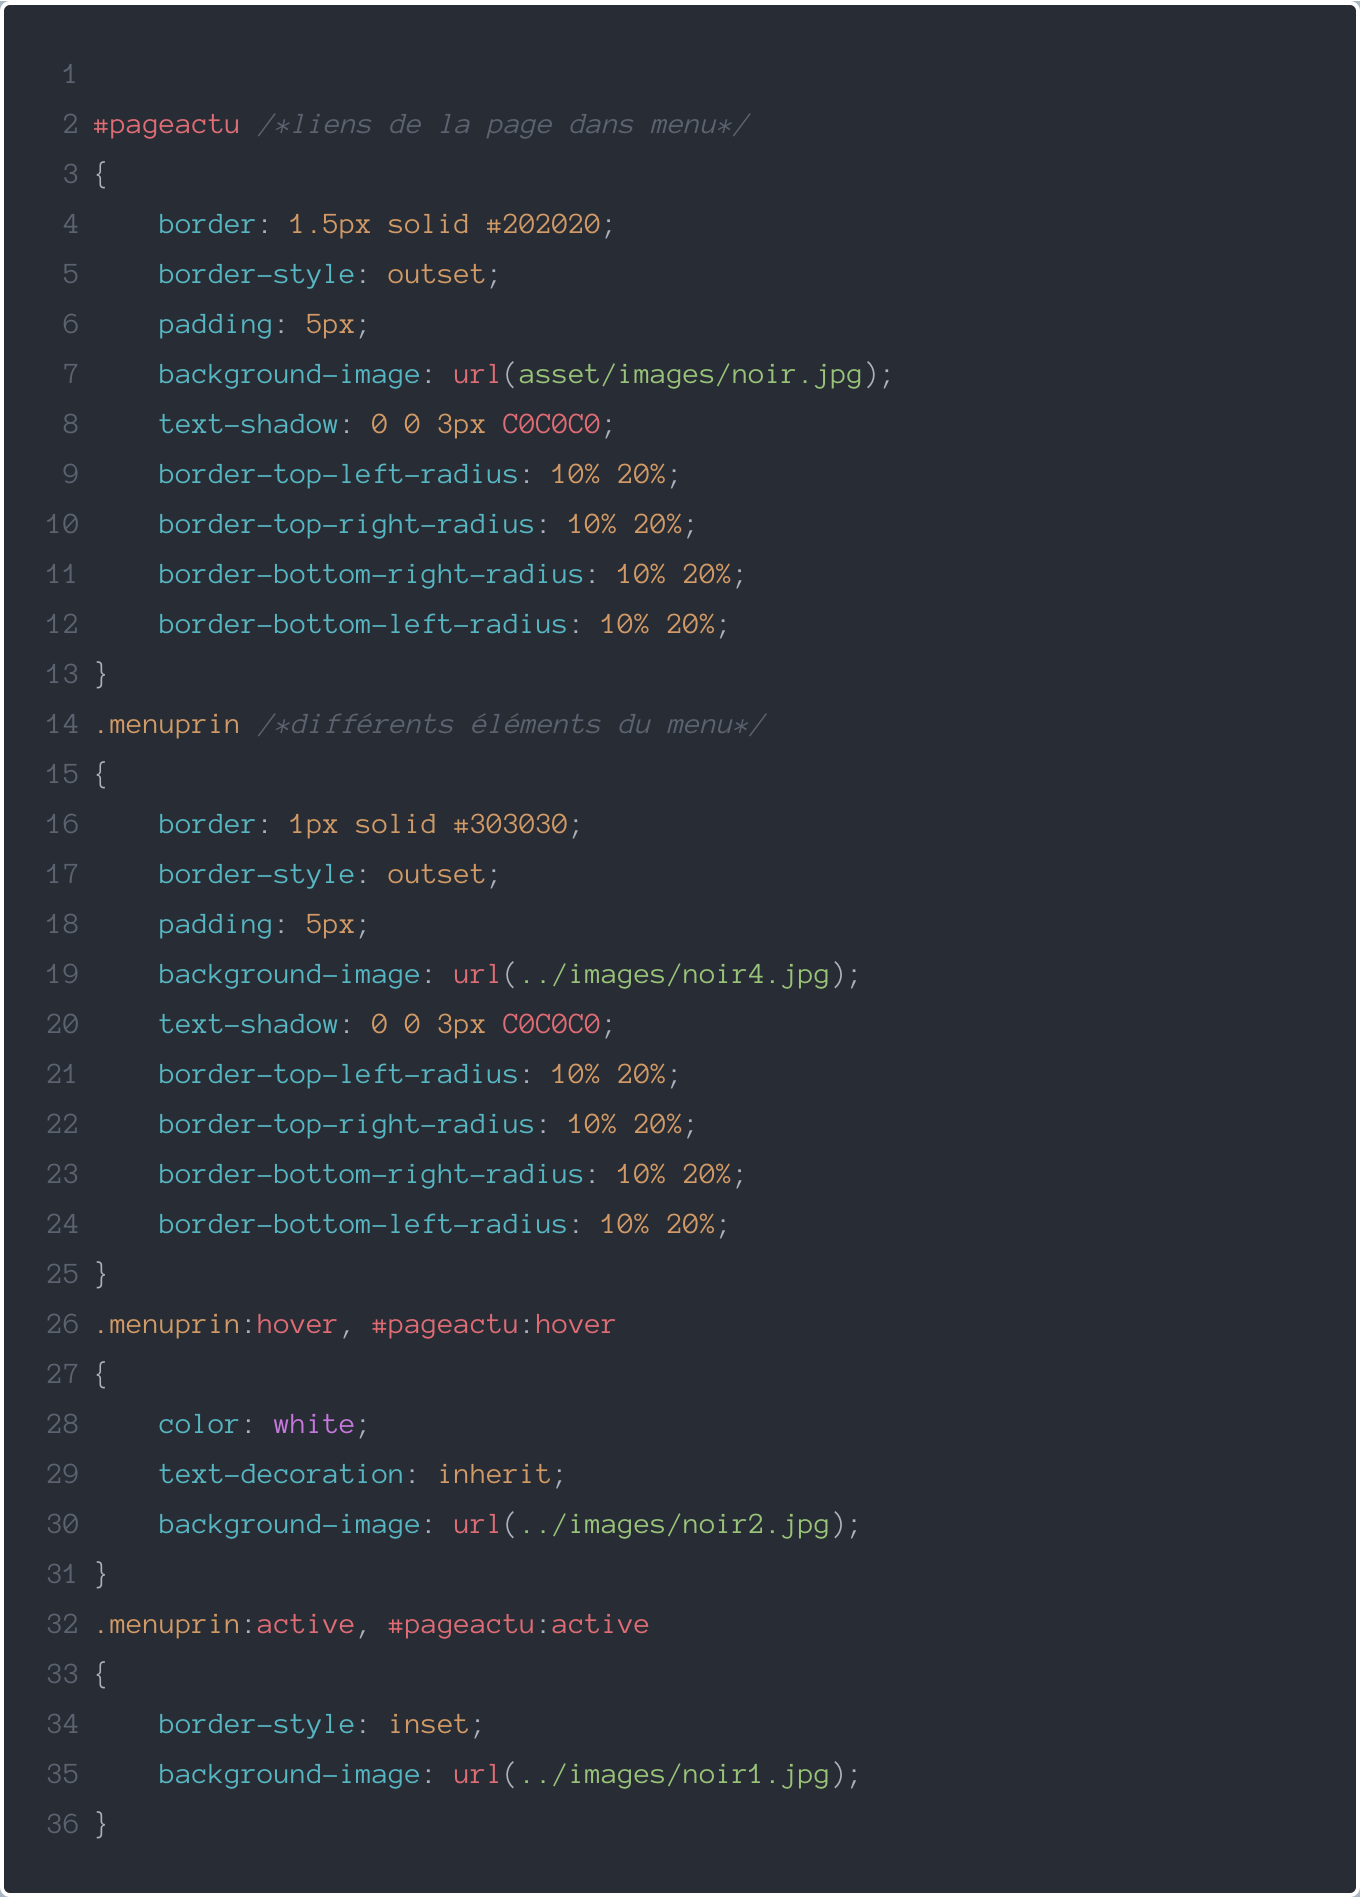 1
2 #pageactu /*liens de la page dans menu*/
3 {
4     border: 1.5px solid #202020;
5     border-style: outset;
6     padding: 5px;
7     background-image: url(asset/images/noir.jpg);
8     text-shadow: 0 0 3px C0C0C0;
9     border-top-left-radius: 10% 20%;
10     border-top-right-radius: 10% 20%;
11     border-bottom-right-radius: 10% 20%;
12     border-bottom-left-radius: 10% 20%;
13 }
14 .menuprin /*différents éléments du menu*/
15 {
16     border: 1px solid #303030;
17     border-style: outset;
18     padding: 5px;
19     background-image: url(../images/noir4.jpg);
20     text-shadow: 0 0 3px C0C0C0;
21     border-top-left-radius: 10% 20%;
22     border-top-right-radius: 10% 20%;
23     border-bottom-right-radius: 10% 20%;
24     border-bottom-left-radius: 10% 20%;
25 }
26 .menuprin:hover, #pageactu:hover
27 {
28     color: white;
29     text-decoration: inherit;
30     background-image: url(../images/noir2.jpg);
31 }
32 .menuprin:active, #pageactu:active
33 {
34     border-style: inset;
35     background-image: url(../images/noir1.jpg);
36 }